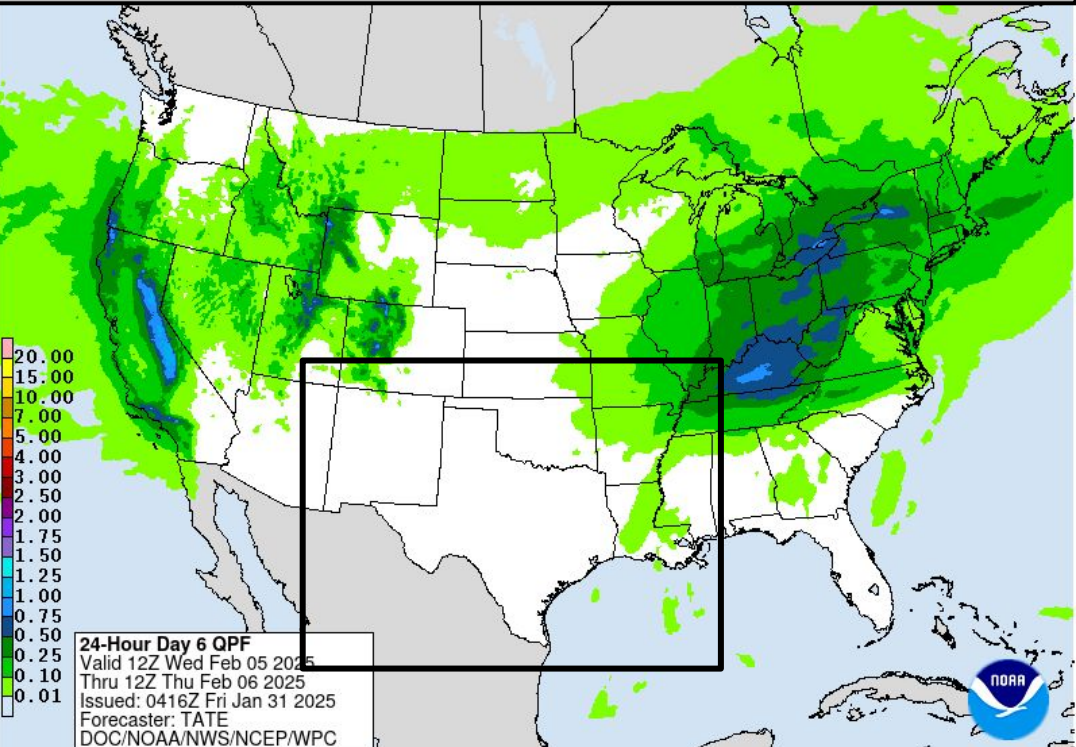 20.00
15.00
10.00
7.00
5.00
4.00
3.00
2.50
2.00
1.75
1.50
1.25
1.00
0.75
0.50
0.25
0.10
0.01
24-Hour Day 6 QPF
Valid 12Z Wed Feb 05 2025
Thru 12Z Thu Feb 06 2025
Issued: 0416Z Fri Jan 31 2025
Forecaster: TATE
DOC/NOAA/NWS/NCEP/WPC
NOAA